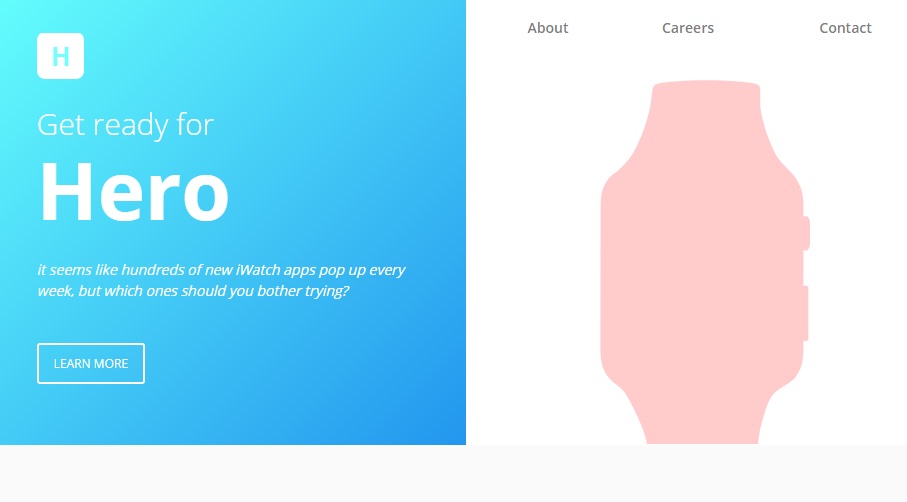 H
About
Careers
Contact
Get ready for
Hero
it seems like hundreds of new iWatch apps pop up every
week, but which ones should you bother trying?
LEARN MORE